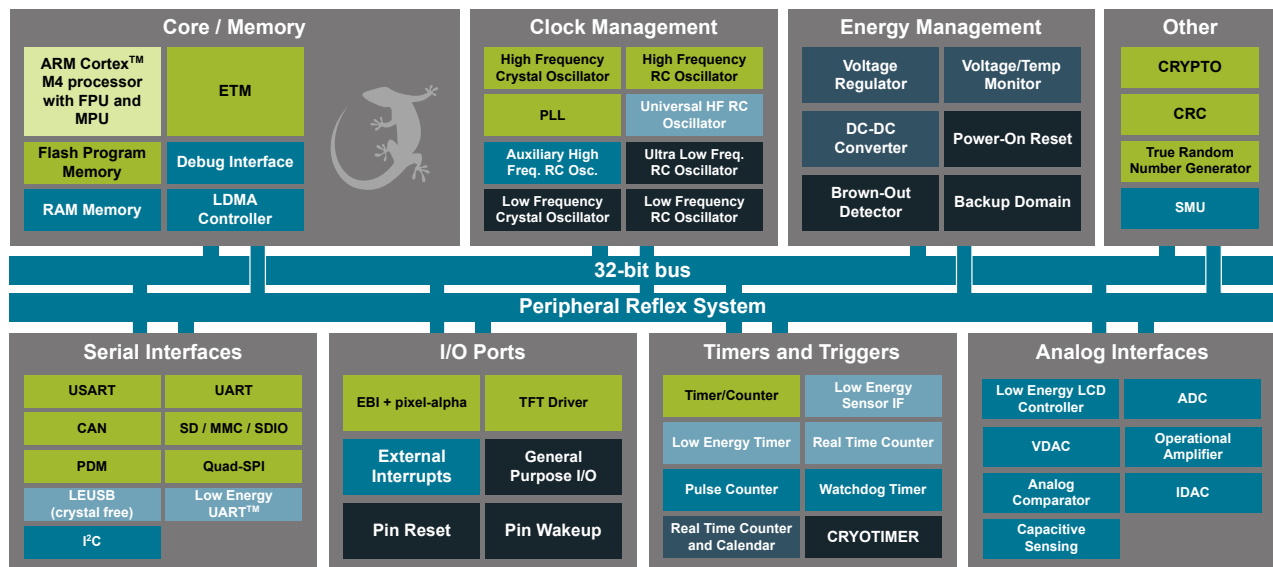 Core / Memory
ARM Cortex™
M4 processor
with FPU and
MPU
ETM
Flash Program
Memory
Debug Interface
RAM Memory
LDMA
Controller
Clock Management
High Frequency
Crystal Oscillator
High Frequency
RC Oscillator
PLL
Universal HF RC
Oscillator
Auxiliary High
Freq. RC Osc.
Ultra Low Freq.
RC Oscillator
Low Frequency
Crystal Oscillator
Low Frequency
RC Oscillator
Energy Management
Voltage
Regulator
Voltage/Temp
Monitor
DC-DC
Converter
Power-On Reset
Brown-Out
Detector
Backup Domain
Other
CRYPTO
CRC
True Random
Number Generator
SMU
32-bit bus
Peripheral Reflex System
Serial Interfaces
USART
UART
CAN
SD / MMC / SDIO
PDM
Quad-SPI
LEUSB
(crystal free)
Low Energy
UART™
I²C
I/O Ports
EBI + pixel-alpha
TFT Driver
External
Interrupts
General
Purpose I/O
Pin Reset
Pin Wakeup
Timers and Triggers
Timer/Counter
Low Energy
Sensor IF
Low Energy Timer
Real Time Counter
Pulse Counter
Watchdog Timer
Real Time Counter
and Calendar
CRYOTIMER
Analog Interfaces
Low Energy LCD
Controller
ADC
VDAC
Operational
Amplifier
Analog
Comparator
IDAC
Capacitive
Sensing